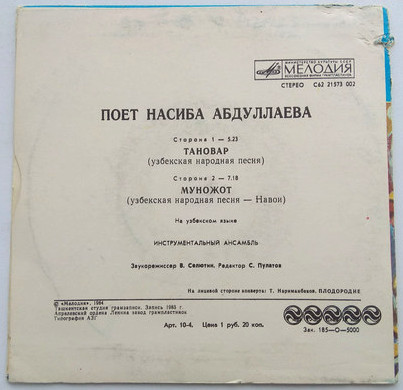 МИНИСТЕРСТВО КУЛЬТУРЫ СССР
МЕЛОДИЯ
ВСЕСОЮЗНАЯ ФИРМА ГРАМПЛАСТИНОК
СТЕРЕО С62 21573 002
ПОЕТ НАСИБА АБДУЛЛАЕВА
Сторона 1 — 5.23
ТАНОВАР
(узбекская народная песня)
Сторона 2 — 7.18
МУНОЖОТ
(узбекская народная песня — Навои)
На узбекском языке
ИНСТРУМЕНТАЛЬНЫЙ АНСАМБЛЬ
Звукорежиссер В. Селютин. Редактор С. Пулатов
На лицевой стороне конверта: Т. Нариманбеков. ПЛОДОРОДИЕ
© «Мелодия», 1984
Ташкентская студия грамзаписи. Запись 1983 г.
Апрелевский ордена Ленина завод грампластинок
Типография АЗГ
Арт. 10-4. Цена 1 руб. 20 коп.
Зак. 185—О—5000